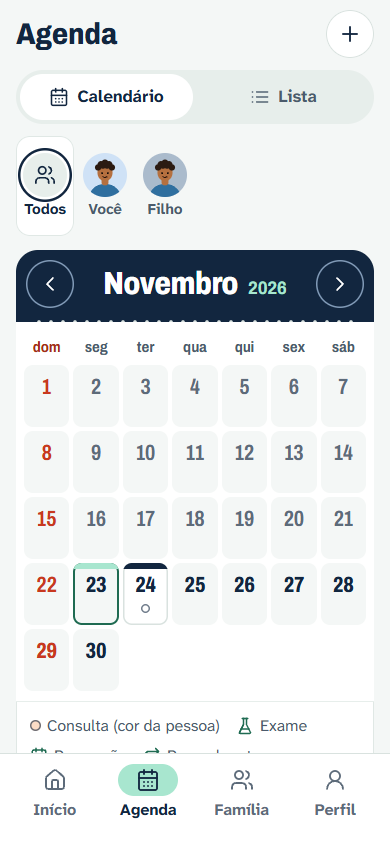 Agenda
Calendário Lista
Todos Você Filho
Novembro 2026
dom seg ter qua qui sex sáb
1 2 3 4 5 6 7
8 9 10 11 12 13 14
15 16 17 18 19 20 21
22 23 24 25 26 27 28
29 30
Consulta (cor da pessoa) Exame
Início Agenda Família Perfil